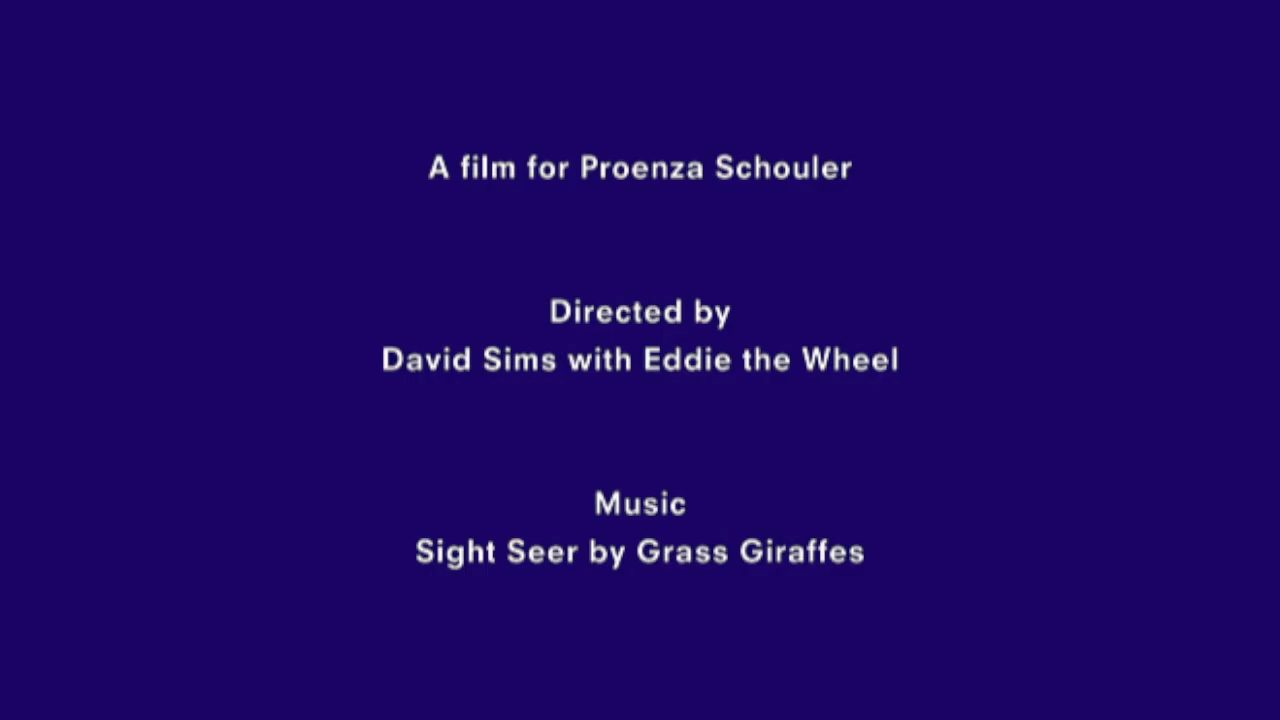 A film for Proenza Schouler
Directed by
David Sims with Eddie the Wheel
Music
Sight Seer by Grass Giraffes